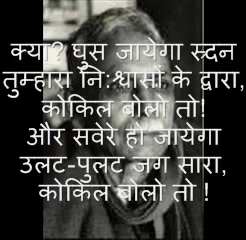 क्या? घुस जायेगा रुदन
तुम्हारा नि:श्वासों के द्वारा,
कोकिल बोलो तो!
और सवेरे हो जायेगा
उलट-पुलट जग सारा,
कोकिल बोलो तो !